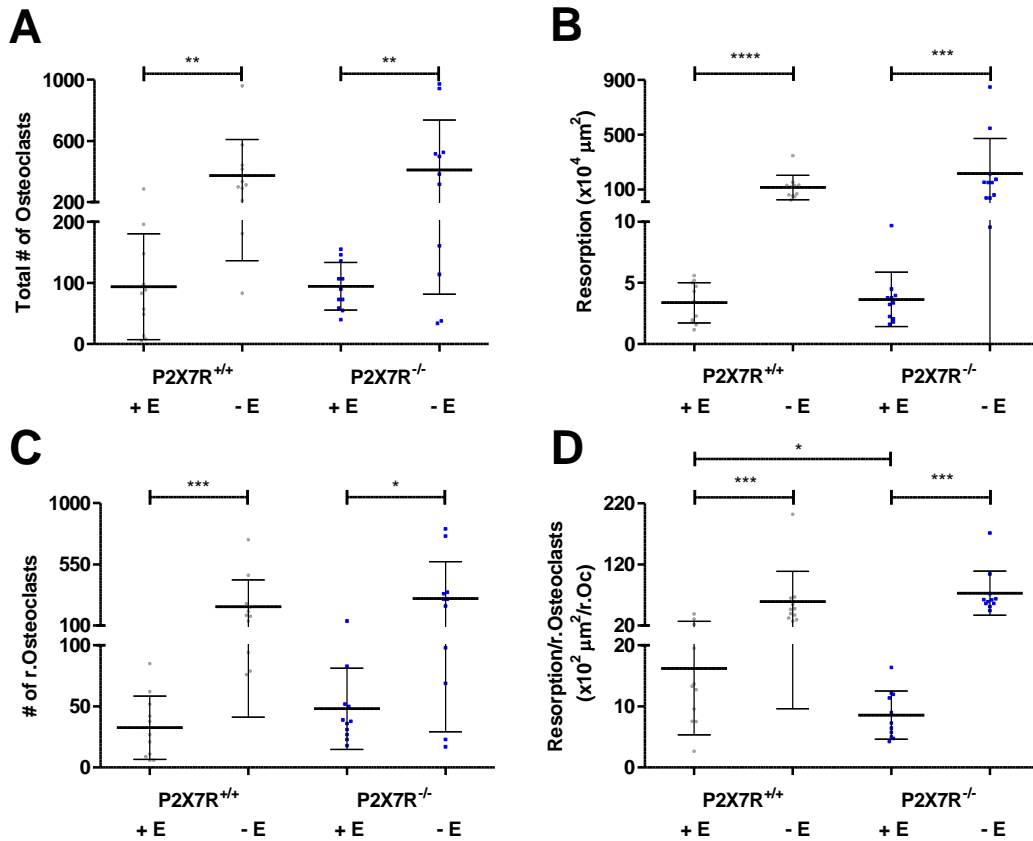 A
** **
Total # of Osteoclasts
1000
600
200
200
100
0
P2X7R+/+ P2X7R-/-
+ E - E + E - E
B
**** ***
Resorption (x10⁴ µm²)
900
500
100
10
5
0
P2X7R+/+ P2X7R-/-
+ E - E + E - E
C
*** *
# of r.Osteoclasts
1000
550
100
100
50
0
P2X7R+/+ P2X7R-/-
+ E - E + E - E
D
*
*** ***
Resorption/r.Osteoclasts
(x10² µm²/r.Oc)
220
120
20
20
10
0
P2X7R+/+ P2X7R-/-
+ E - E + E - E